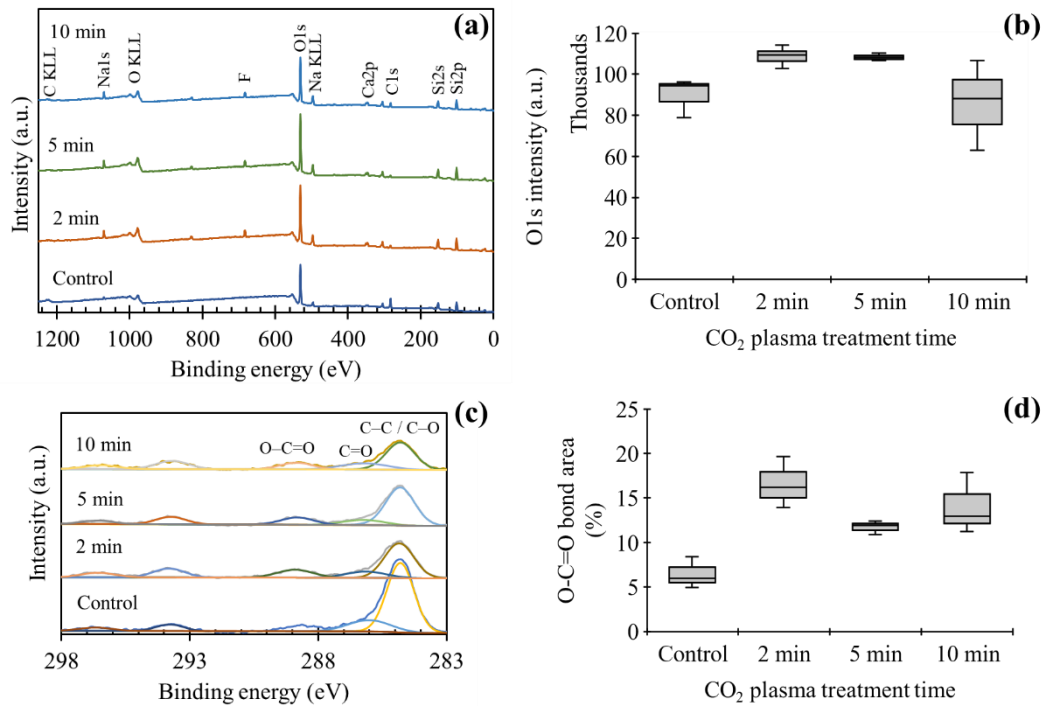 (a)
10 min
C KLL
Na1s
O KLL
F
O1s
Na KLL
Ca2p
C1s
Si2s
Si2p
5 min
2 min
Control
Intensity (a.u.)
1200 1000 800 600 400 200 0
Binding energy (eV)
(b)
O1s intensity (a.u.)
Thousands
120
100
80
60
40
20
0
Control 2 min 5 min 10 min
CO₂ plasma treatment time
(c)
C–C / C–O
10 min
O–C=O
C=O
5 min
2 min
Control
Intensity (a.u.)
298 293 288 283
Binding energy (eV)
(d)
O-C=O bond area
(%)
25
20
15
10
5
0
Control 2 min 5 min 10 min
CO₂ plasma treatment time